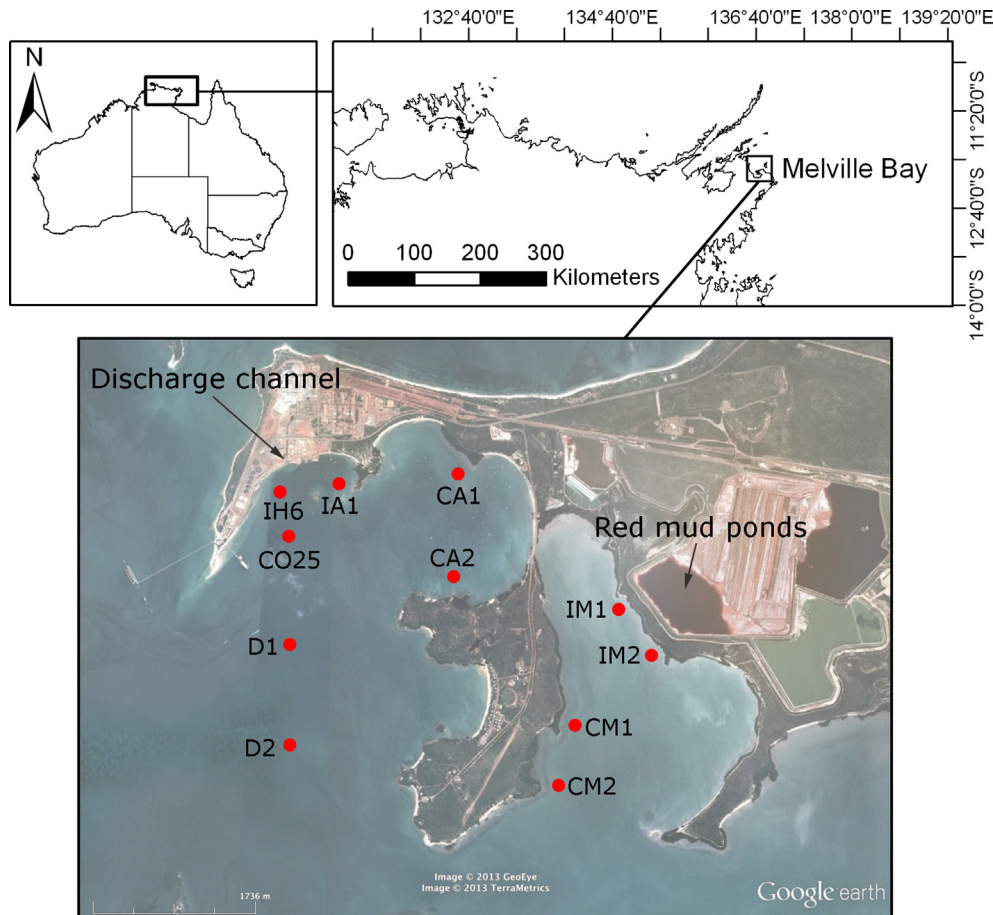 132°40'0"E 134°40'0"E 136°40'0"E 138°0'0"E 139°20'0"E
N
11°20'0"S
12°40'0"S
14°0'0"S
Melville Bay
0 100 200 300
Kilometers
Discharge channel
IH6
IA1
CA1
CO25
Red mud ponds
CA2
IM1
D1
IM2
CM1
D2
CM2
Image © 2013 GeoEye
Image © 2013 TerraMetrics
1736 m
Google earth